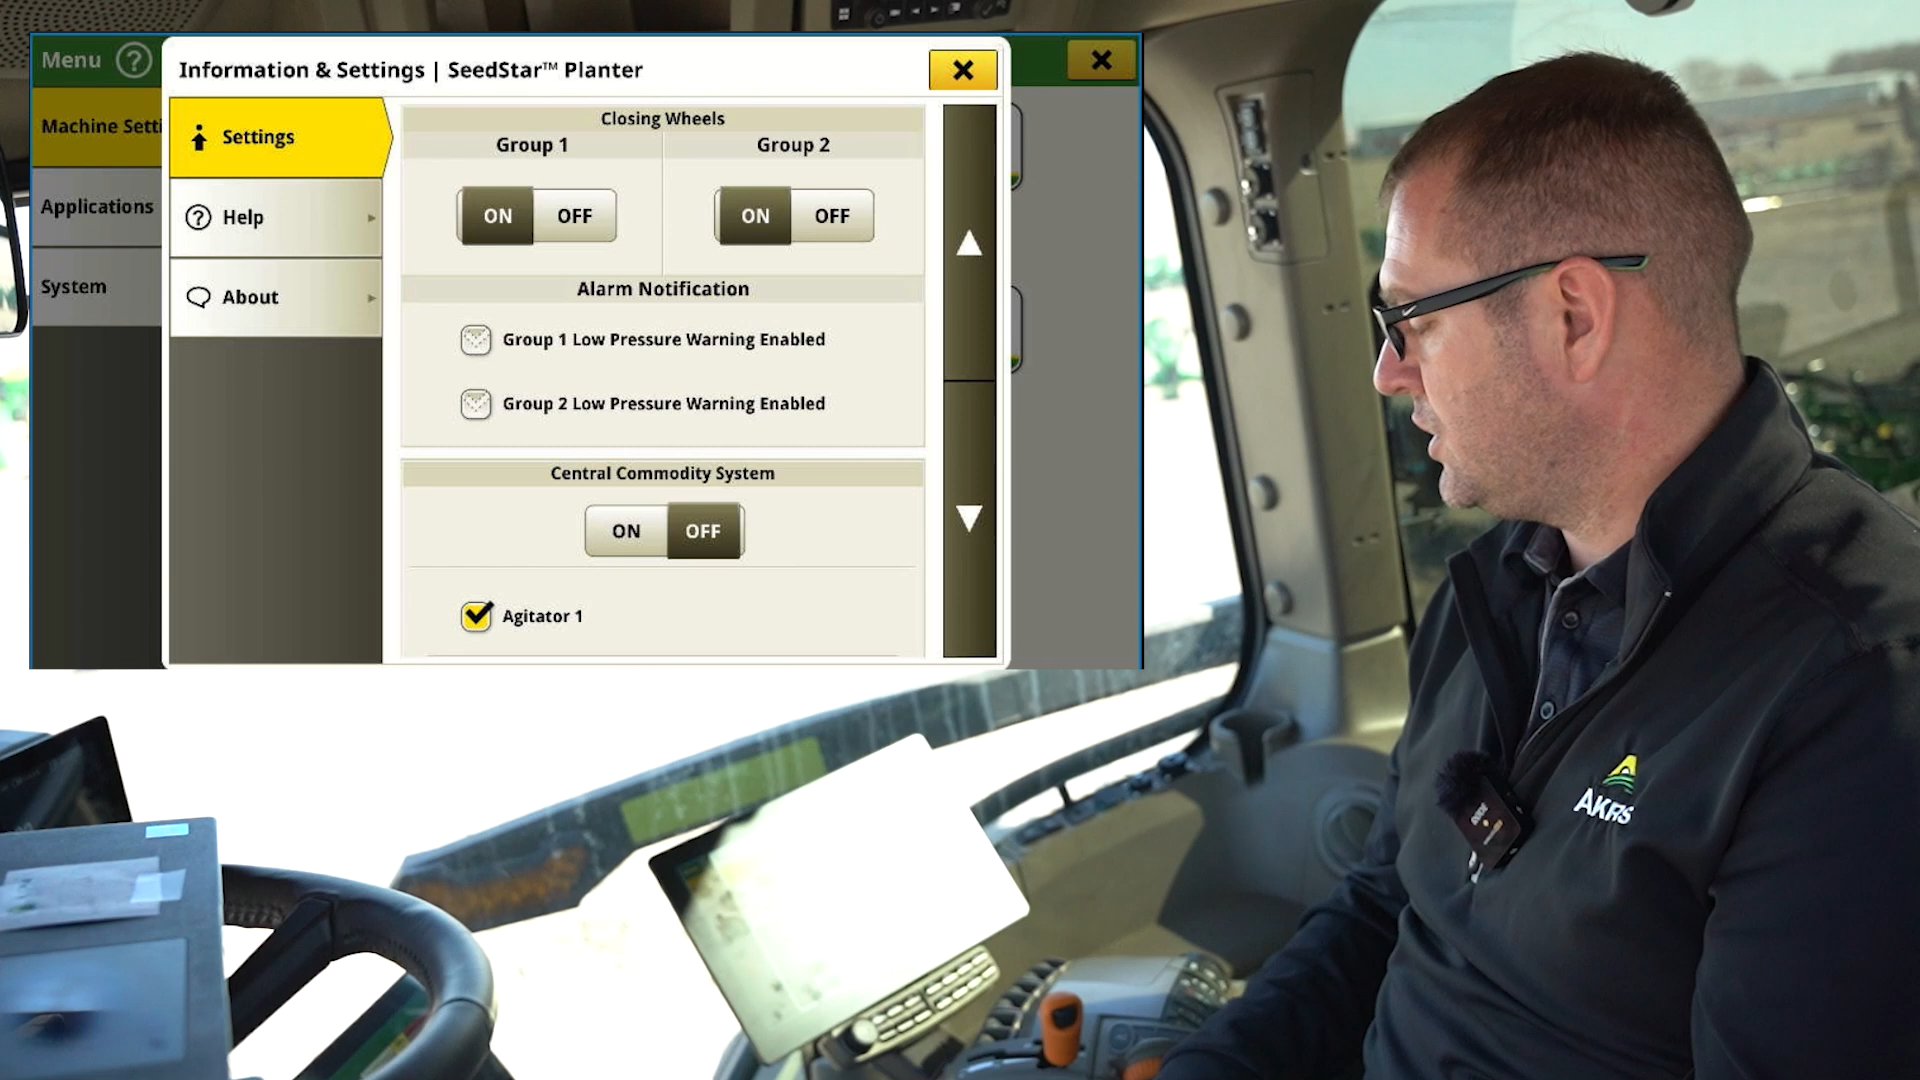 Menu ?
Information & Settings | SeedStar™ Planter
Machine Setti
Applications
System
Settings
Help
About
Closing Wheels
Group 1
Group 2
ON OFF
ON OFF
Alarm Notification
Group 1 Low Pressure Warning Enabled
Group 2 Low Pressure Warning Enabled
Central Commodity System
ON OFF
Agitator 1
AKRS